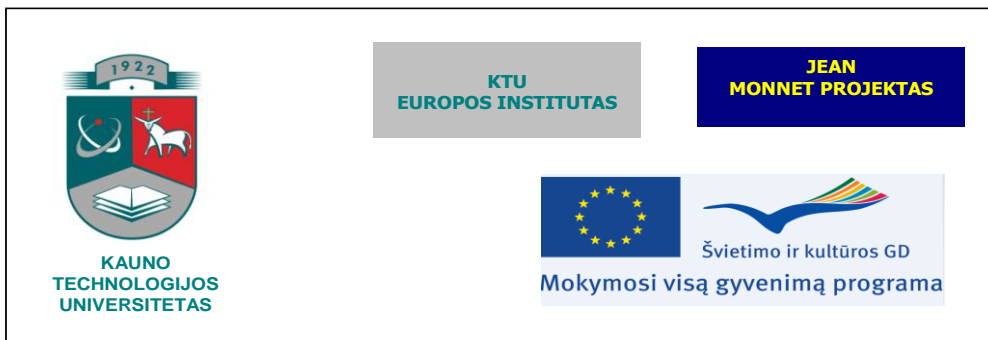 1922
KAUNO
TECHNOLOGIJOS
UNIVERSITETAS
KTU
EUROPOS INSTITUTAS
JEAN
MONNET PROJEKTAS
Švietimo ir kultūros GD
Mokymosi visą gyvenimą programa